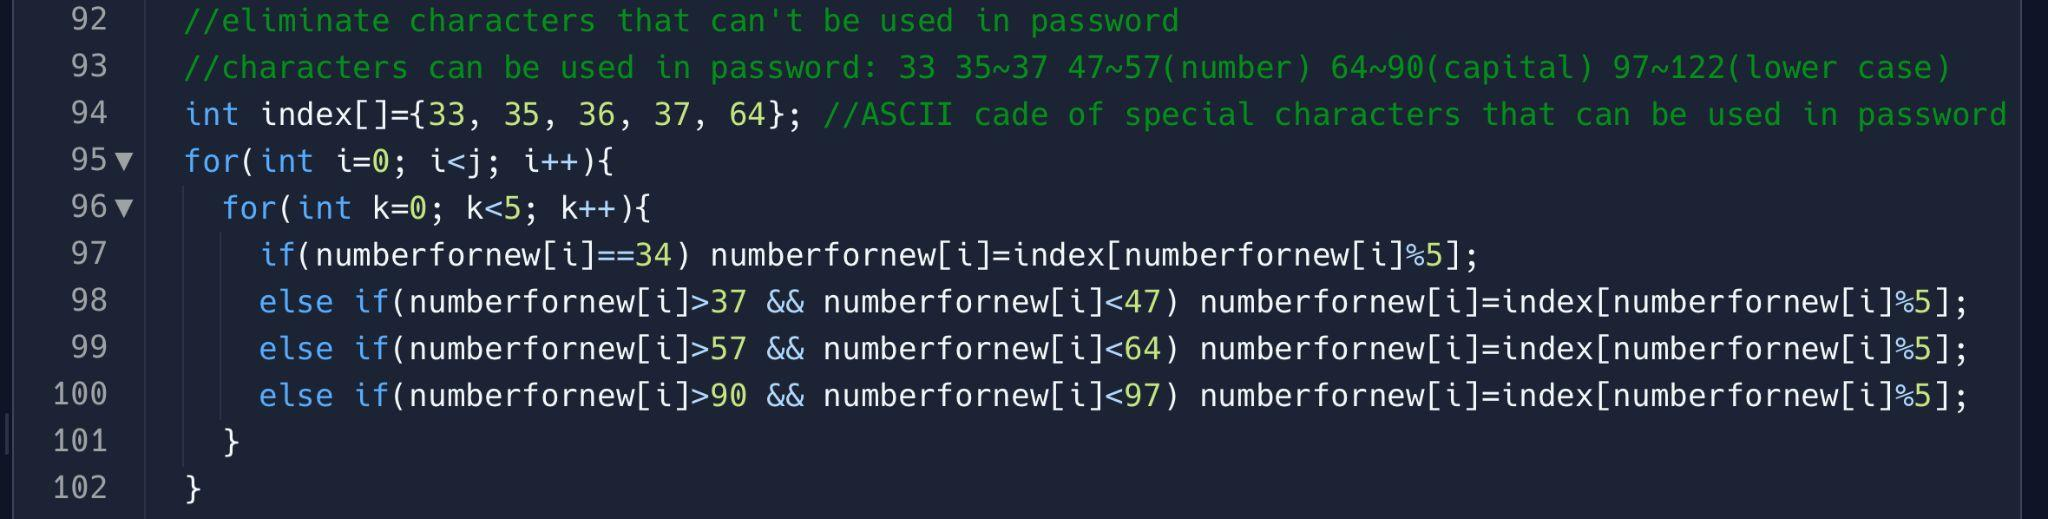 92 //eliminate characters that can't be used in password
93 //characters can be used in password: 33 35~37 47~57(number) 64~90(capital) 97~122(lower case)
94 int index[]={33, 35, 36, 37, 64}; //ASCII cade of special characters that can be used in password
95 ▼ for(int i=0; i<j; i++){
96 ▼ for(int k=0; k<5; k++){
97 if(numberfornew[i]==34) numberfornew[i]=index[numberfornew[i]%5];
98 else if(numberfornew[i]>37 && numberfornew[i]<47) numberfornew[i]=index[numberfornew[i]%5];
99 else if(numberfornew[i]>57 && numberfornew[i]<64) numberfornew[i]=index[numberfornew[i]%5];
100 else if(numberfornew[i]>90 && numberfornew[i]<97) numberfornew[i]=index[numberfornew[i]%5];
101 }
102 }